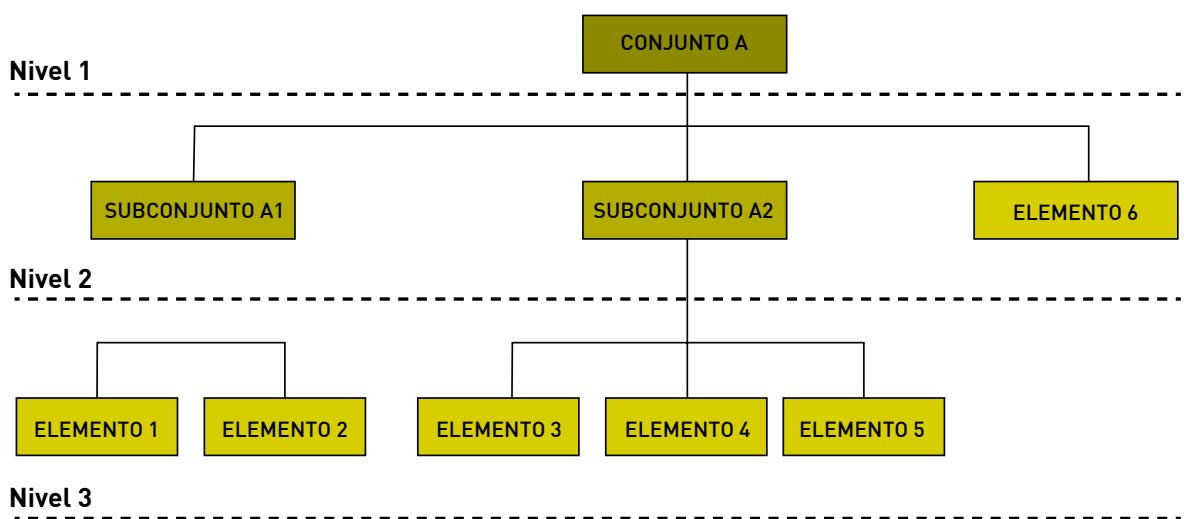 CONJUNTO A
Nivel 1
SUBCONJUNTO A1
SUBCONJUNTO A2
ELEMENTO 6
Nivel 2
ELEMENTO 1
ELEMENTO 2
ELEMENTO 3
ELEMENTO 4
ELEMENTO 5
Nivel 3